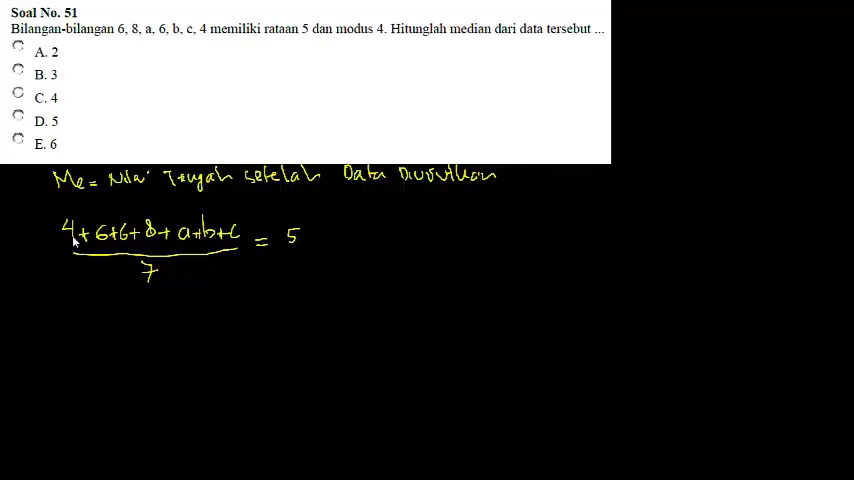 Soal No. 51
Bilangan-bilangan 6, 8, a, 6, b, c, 4 memiliki rataan 5 dan modus 4. Hitunglah median dari data tersebut ...
A. 2
B. 3
C. 4
D. 5
E. 6
Me = Nilai Tengah setelah Data Diurutkan
4+6+6+8+a+b+c = 5
7